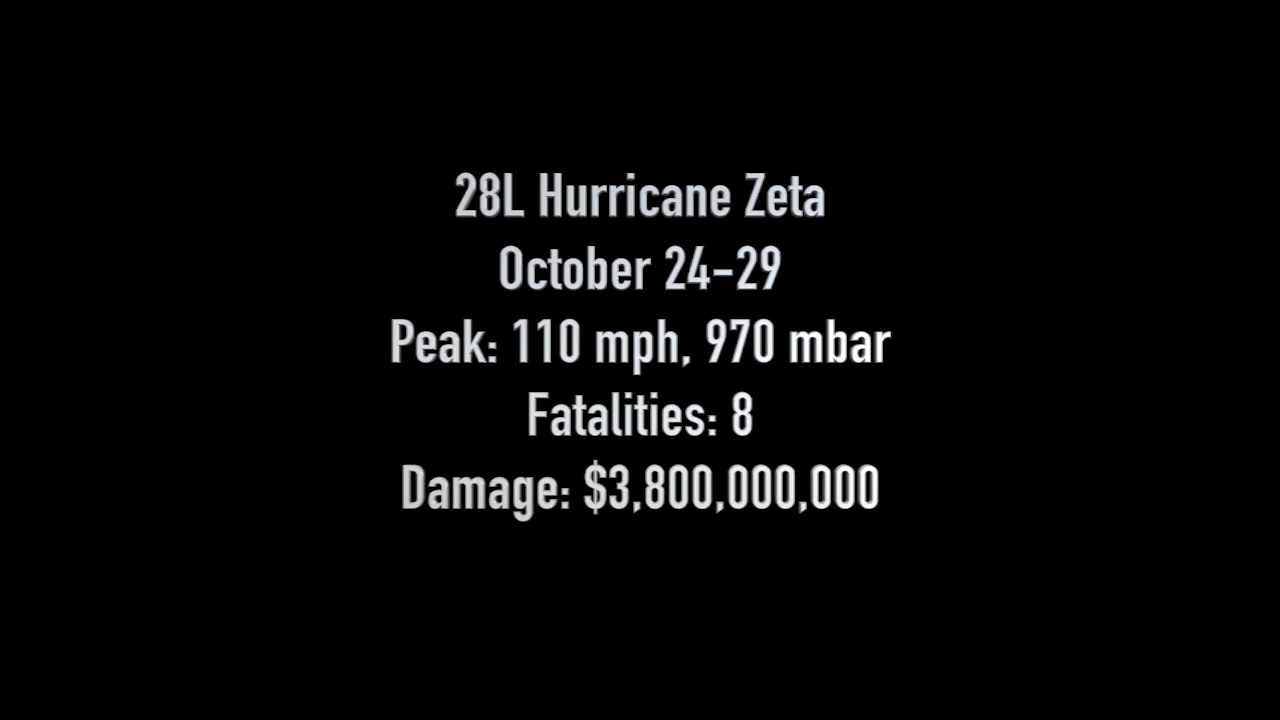 28L Hurricane Zeta
October 24-29
Peak: 110 mph, 970 mbar
Fatalities: 8
Damage: $3,800,000,000